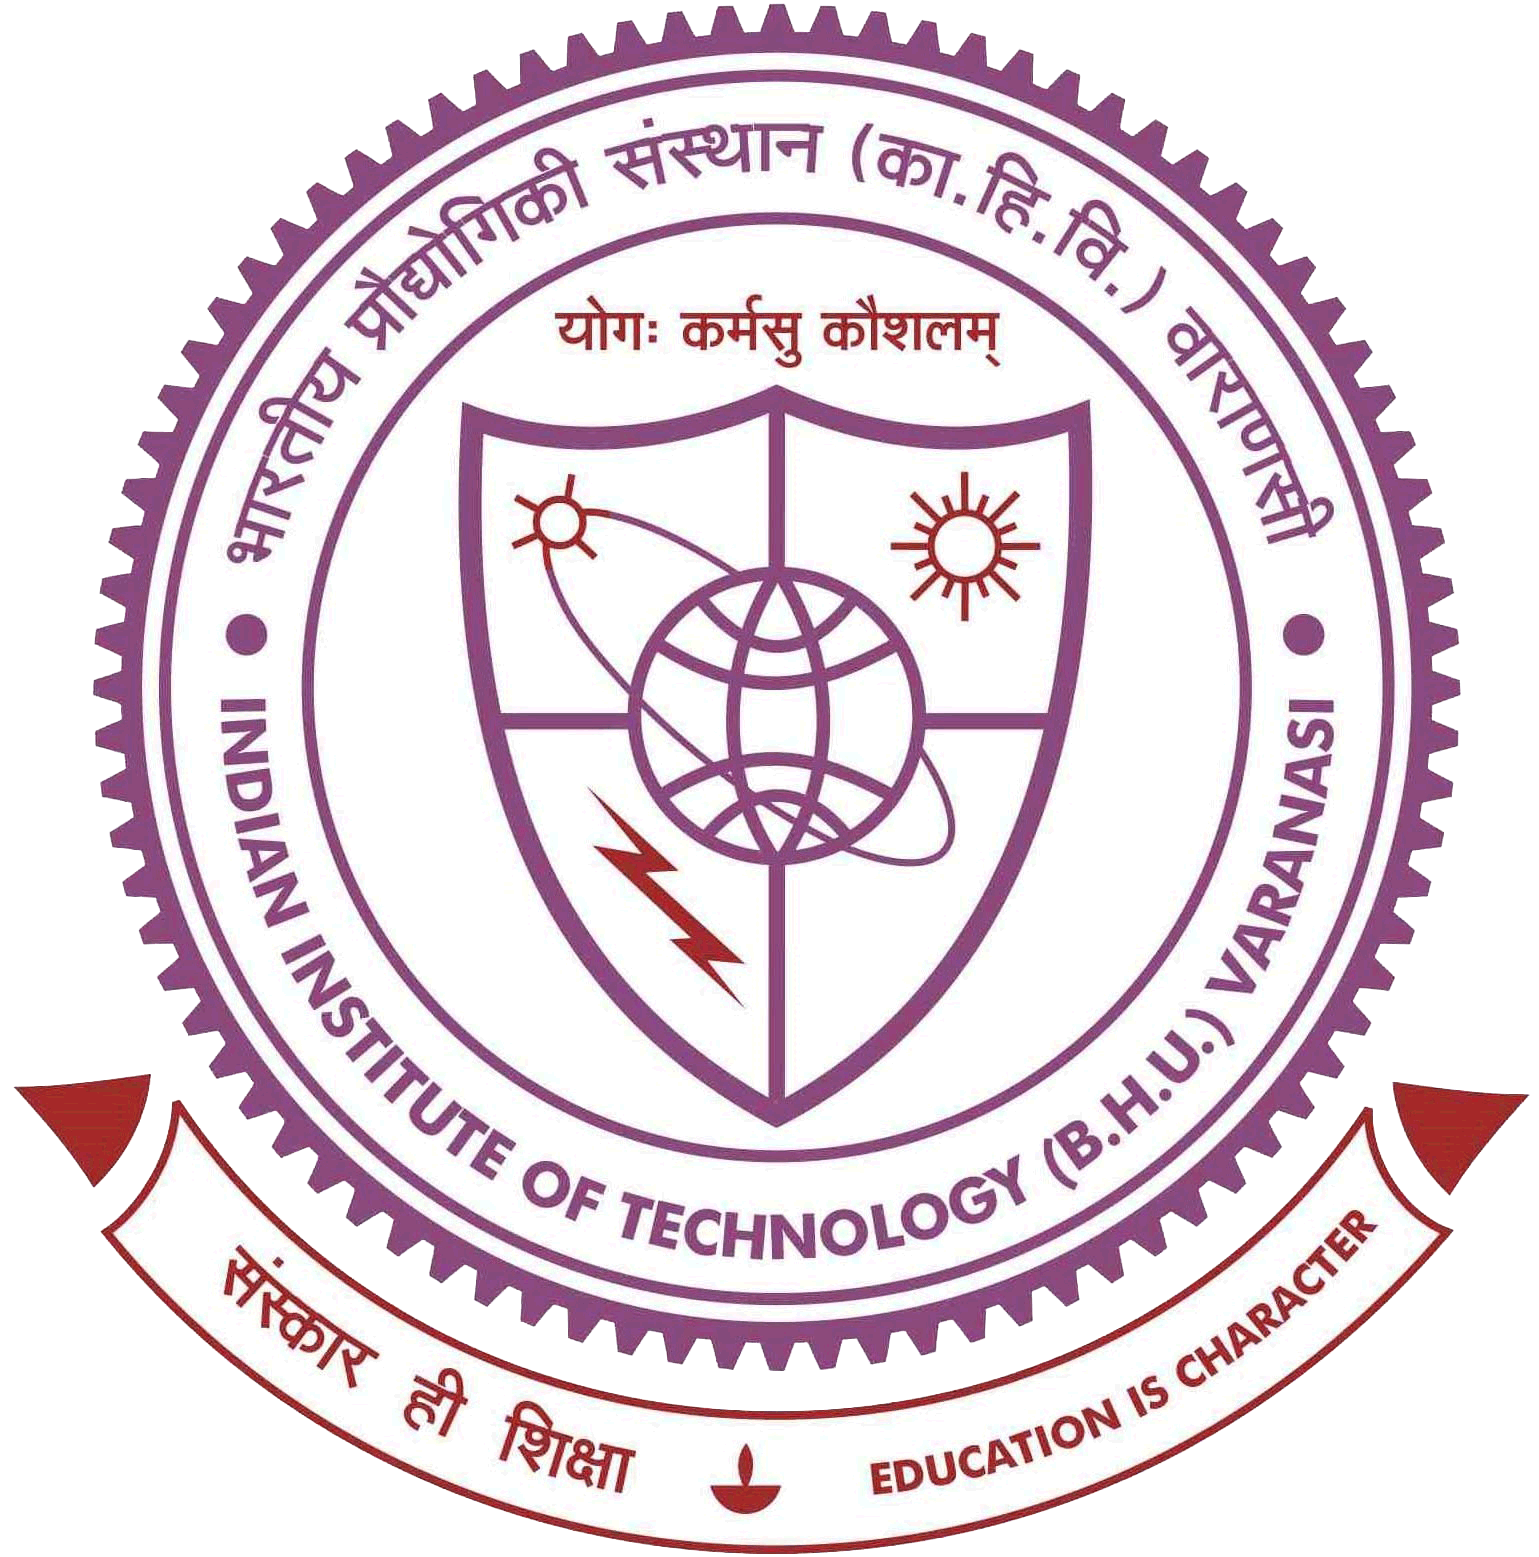 भारतीय प्रौद्योगिकी संस्थान (का.हि.वि.) वाराणसी
योगः कर्मसु कौशलम्
INDIAN INSTITUTE OF TECHNOLOGY (B.H.U.) VARANASI
संस्कार ही शिक्षा
EDUCATION IS CHARACTER